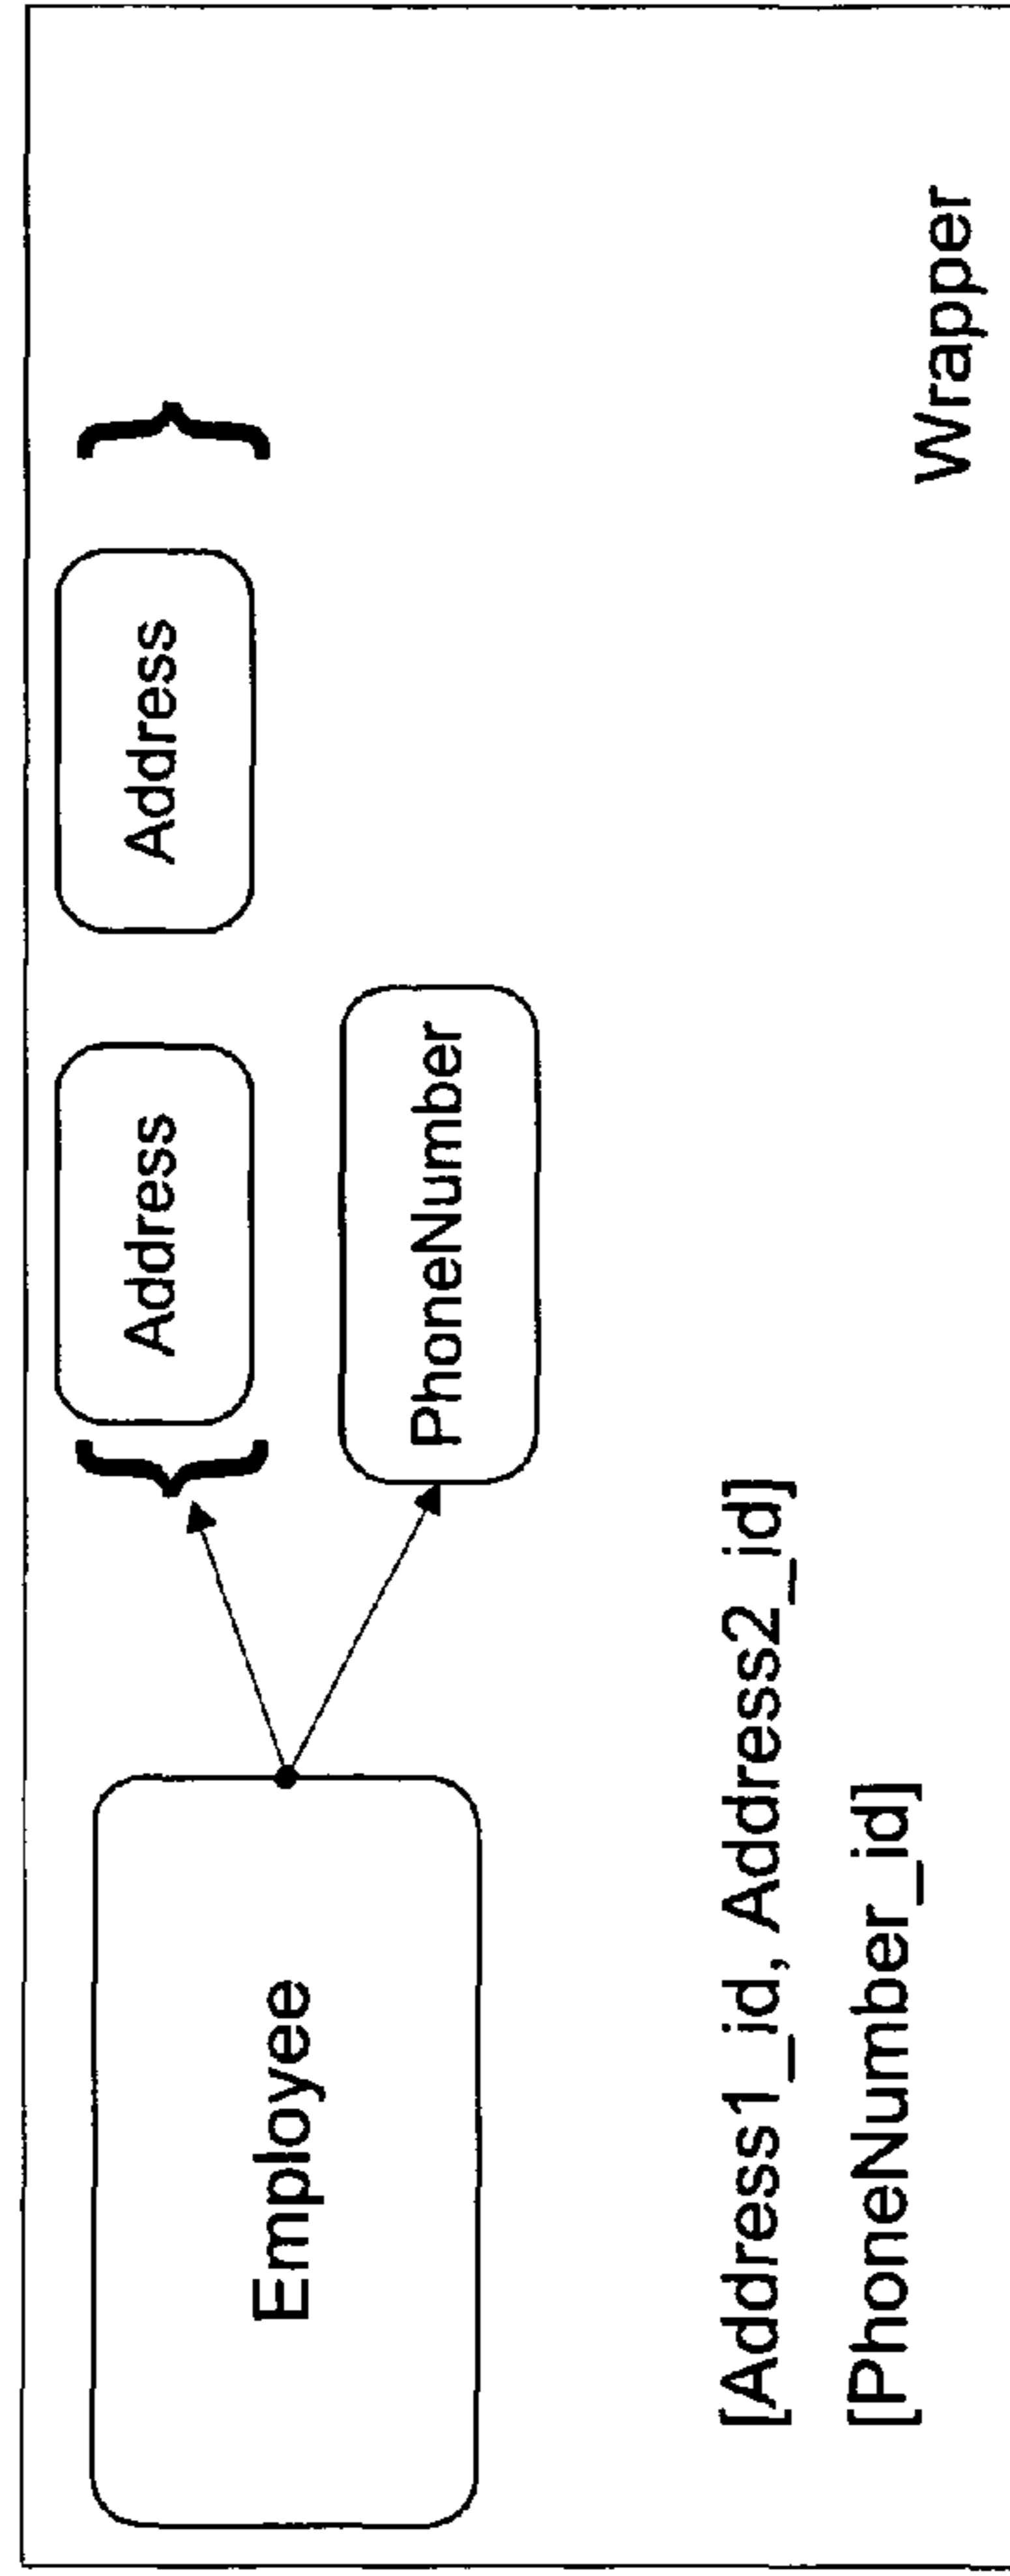 Address
Address
Employee
PhoneNumber
[Address1_id, Address2_id]
[PhoneNumber_id]
Wrapper